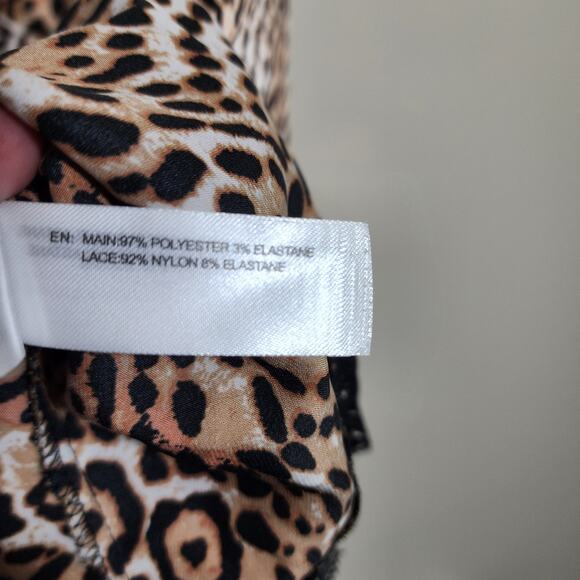 EN: MAIN:97% POLYESTER 3% ELASTANE
LACE:92% NYLON 8% ELASTANE